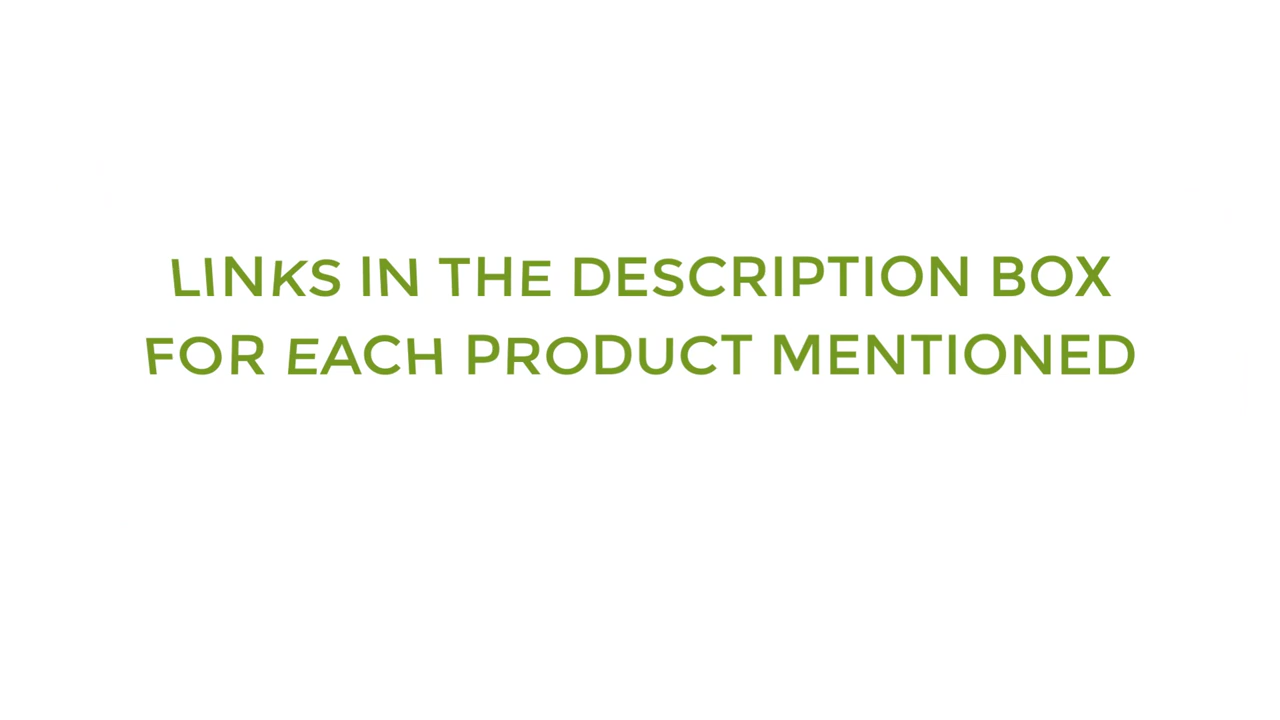 LINKS IN THE DESCRIPTION BOX
FOR EACH PRODUCT MENTIONED